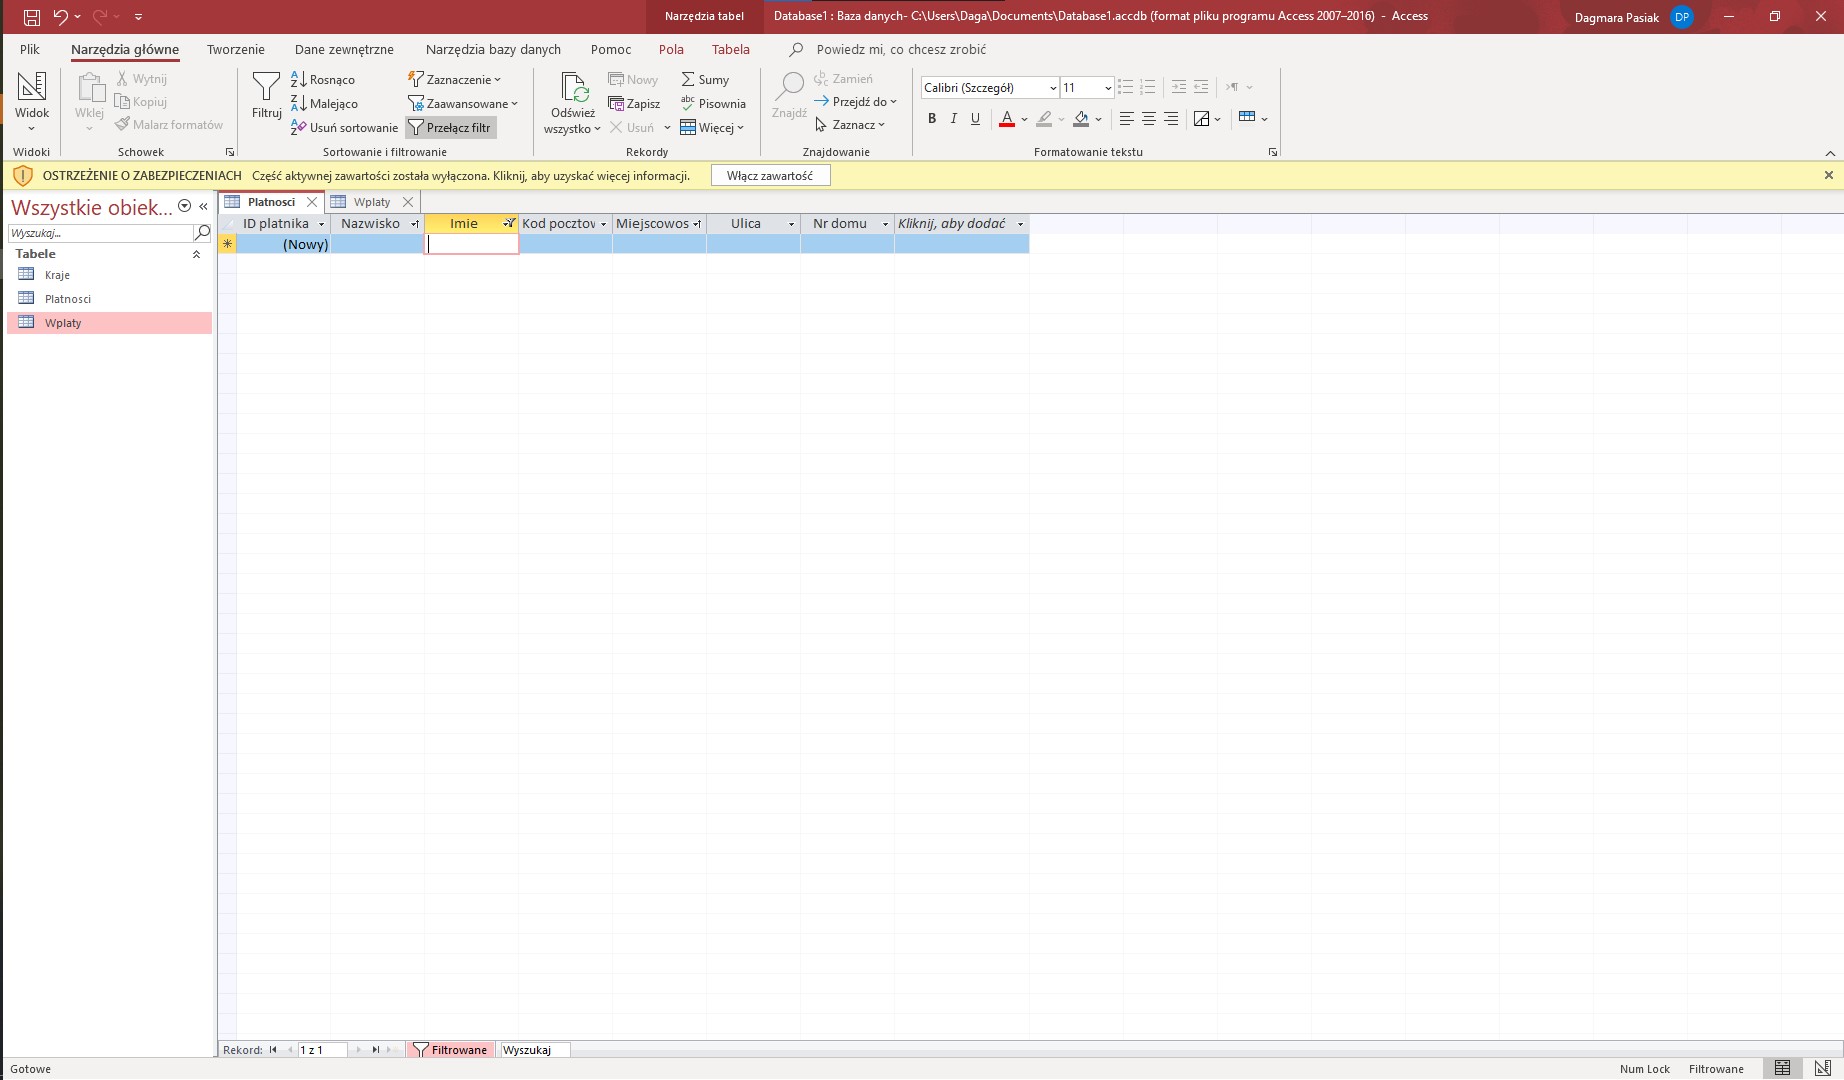 Narzędzia tabel
Database1 : Baza danych- C:\Users\Daga\Documents\Database1.accdb (format pliku programu Access 2007–2016) - Access
Dagmara Pasiak
DP
Plik
Narzędzia główne
Tworzenie
Dane zewnętrzne
Narzędzia bazy danych
Pomoc
Pola
Tabela
Powiedz mi, co chcesz zrobić
Widok
Widoki
Wklej
Wytnij
Kopiuj
Malarz formatów
Schowek
Filtruj
Rosnąco
Malejąco
Usuń sortowanie
Zaznaczenie
Zaawansowane
Przełącz filtr
Sortowanie i filtrowanie
Odśwież
wszystko
Nowy
Zapisz
Usuń
Sumy
Pisownia
Więcej
Rekordy
Znajdź
Zamień
Przejdź do
Zaznacz
Znajdowanie
Calibri (Szczegół)
11
B I U
A
Formatowanie tekstu
OSTRZEŻENIE O ZABEZPIECZENIACH Część aktywnej zawartości została wyłączona. Kliknij, aby uzyskać więcej informacji.
Włącz zawartość
Wszystkie obiek...
Wyszukaj...
Tabele
Kraje
Platnosci
Wplaty
Platnosci
Wplaty
ID platnika
Nazwisko
Imie
Kod pocztov
Miejscowos
Ulica
Nr domu
Kliknij, aby dodać
(Nowy)
Rekord:
1 z 1
Filtrowane
Wyszukaj
Gotowe
Num Lock
Filtrowane